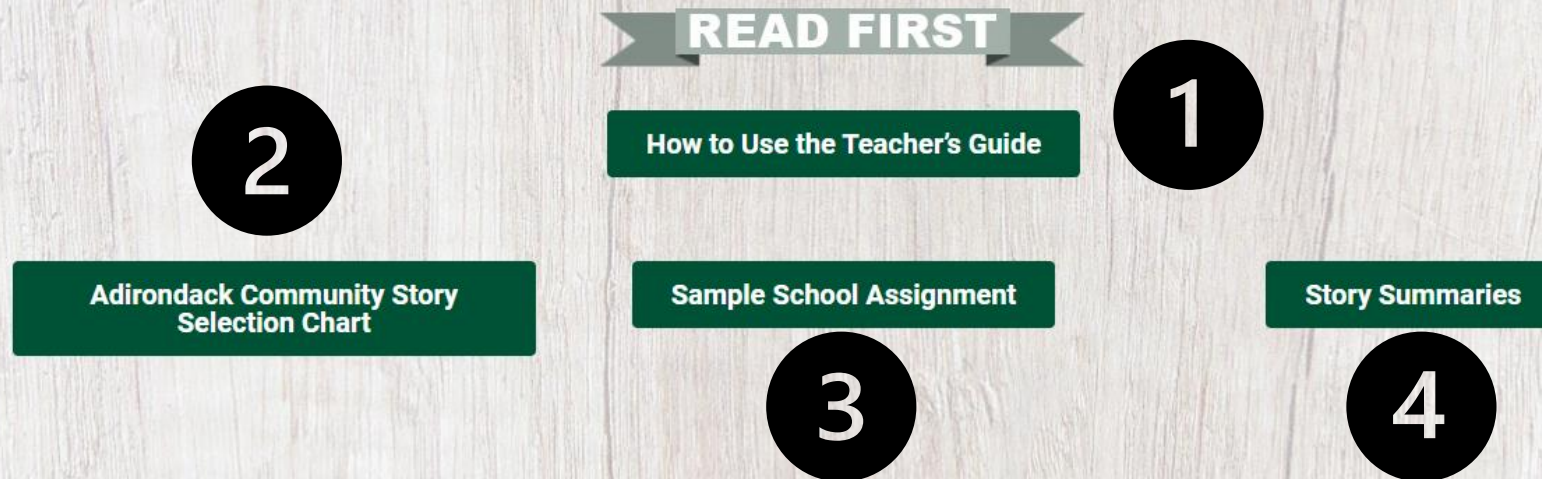 READ FIRST
How to Use the Teacher’s Guide
1
2
Adirondack Community Story
Selection Chart
Sample School Assignment
3
Story Summaries
4